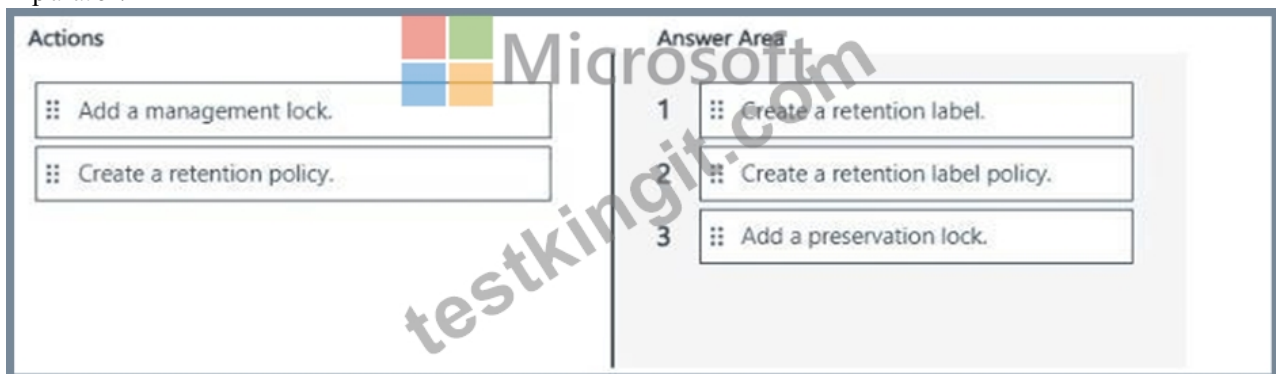 Actions
Microsoft
Answer Area
Add a management lock.
Create a retention policy.
1 Create a retention label.
2 Create a retention label policy.
3 Add a preservation lock.
testkingit.com